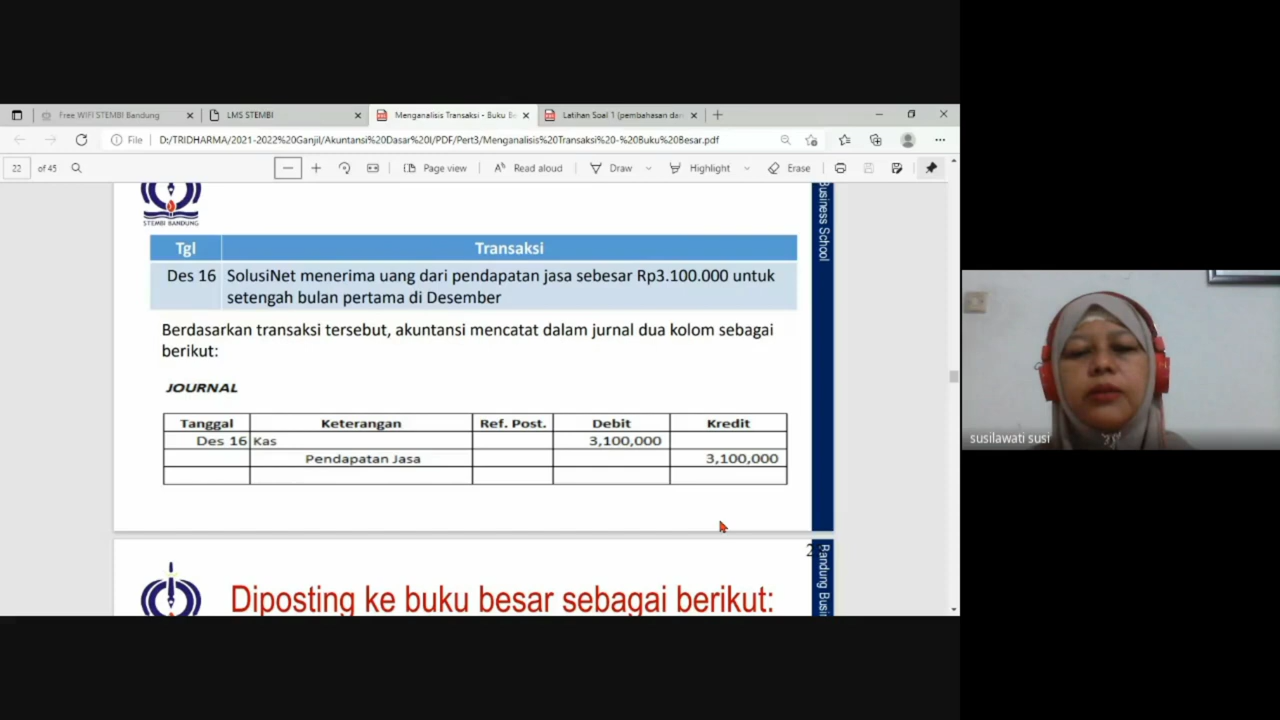 Free WIFI STEMBI Bandung
LMS STEMBI
Menganalisis Transaksi - Buku Be
Latihan Soal 1 (pembahasan da
File
D:/TRIDHARMA/2021-2022%20Ganjil/Akuntansi%20Dasar%20I/PDF/Pert3/Menganalisis%20Transaksi%20-%20Buku%20Besar.pdf
22 of 45
Page view
Read aloud
Draw
Highlight
Erase
STEMBI BANDUNG
Business School
Tgl Transaksi
Des 16 SolusiNet menerima uang dari pendapatan jasa sebesar Rp3.100.000 untuk
setengah bulan pertama di Desember
Berdasarkan transaksi tersebut, akuntansi mencatat dalam jurnal dua kolom sebagai
berikut:
JOURNAL
Tanggal Keterangan Ref. Post. Debit Kredit
Des 16 Kas 3,100,000
Pendapatan Jasa 3,100,000
susilawati susi
Diposting ke buku besar sebagai berikut:
Bandung Busi